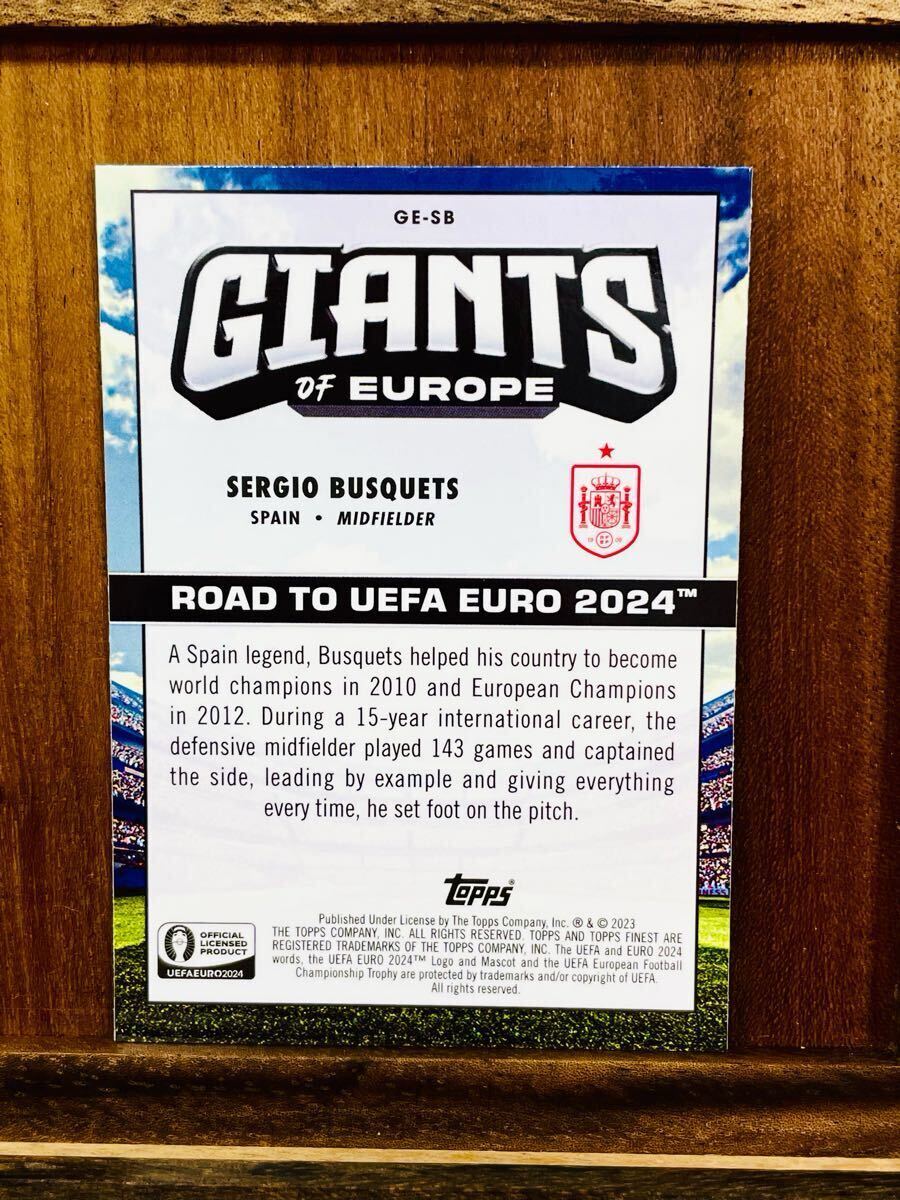 GE-SB
GIANTS
OF EUROPE
SERGIO BUSQUETS
SPAIN • MIDFIELDER
ROAD TO UEFA EURO 2024™
A Spain legend, Busquets helped his country to become
world champions in 2010 and European Champions
in 2012. During a 15-year international career, the
defensive midfielder played 143 games and captained
the side, leading by example and giving everything
every time, he set foot on the pitch.
topps®
Published Under License by The Topps Company, Inc. ® & © 2023
THE TOPPS COMPANY, INC. ALL RIGHTS RESERVED. TOPPS AND TOPPS FINEST ARE
REGISTERED TRADEMARKS OF THE TOPPS COMPANY, INC. The UEFA and EURO 2024
words, the UEFA EURO 2024™ Logo and Mascot and the UEFA European Football
Championship Trophy are protected by trademarks and/or copyright of UEFA.
All rights reserved.
OFFICIAL
LICENSED
PRODUCT
UEFAEURO2024